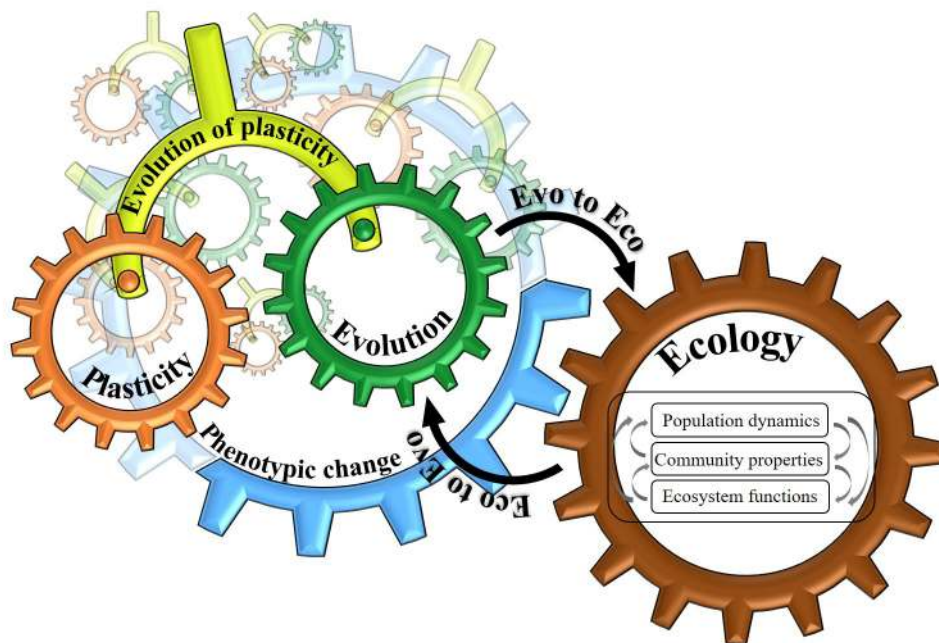 Evolution of plasticity
Evo to Eco
Evolution
Plasticity
Ecology
Phenotypic change
Eco to Evo
Population dynamics
Community properties
Ecosystem functions